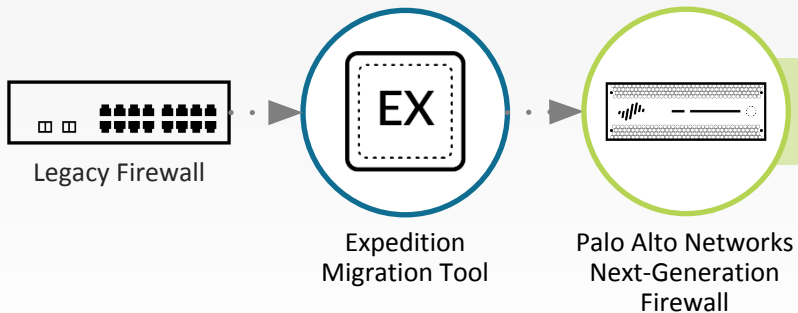 EX
Legacy Firewall
Expedition
Migration Tool
Palo Alto Networks
Next-Generation
Firewall